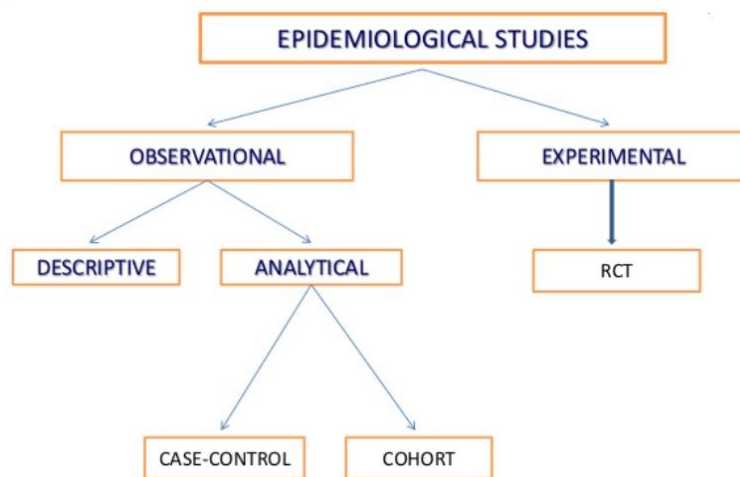 EPIDEMIOLOGICAL STUDIES
OBSERVATIONAL
EXPERIMENTAL
DESCRIPTIVE
ANALYTICAL
RCT
CASE-CONTROL
COHORT